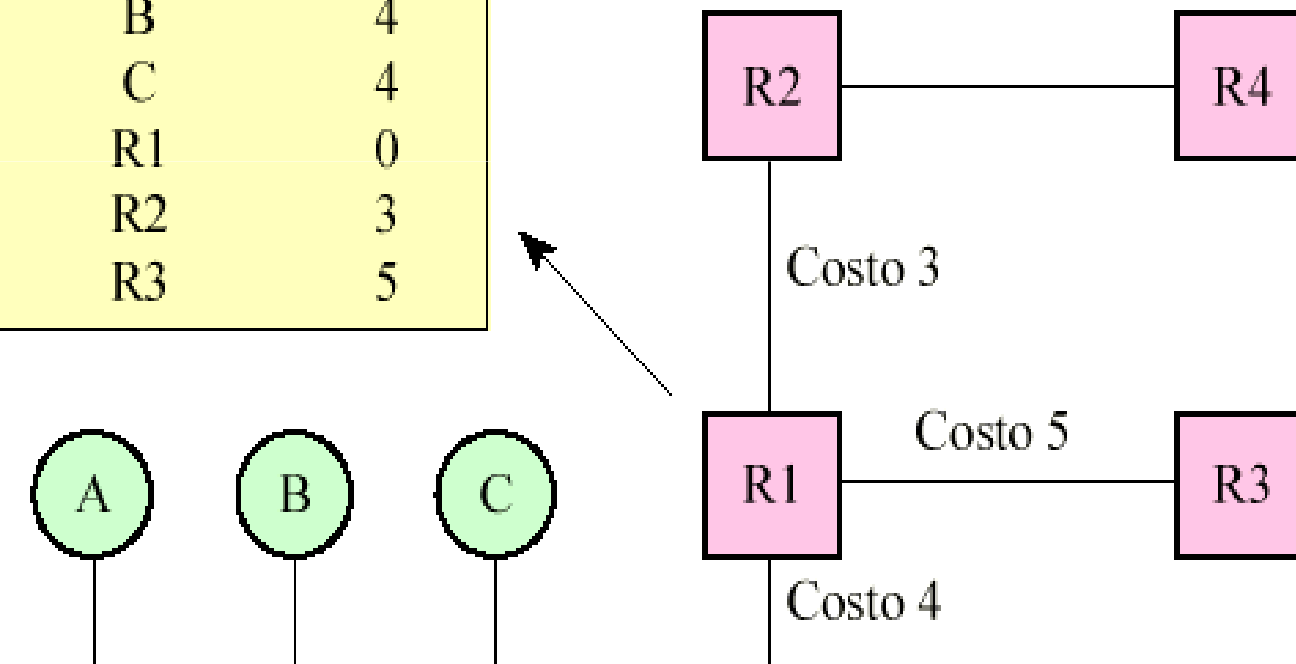 B 4
C 4
R1 0
R2 3
R3 5
R2 R4
Costo 3
Costo 5
A B C R1 R3
Costo 4